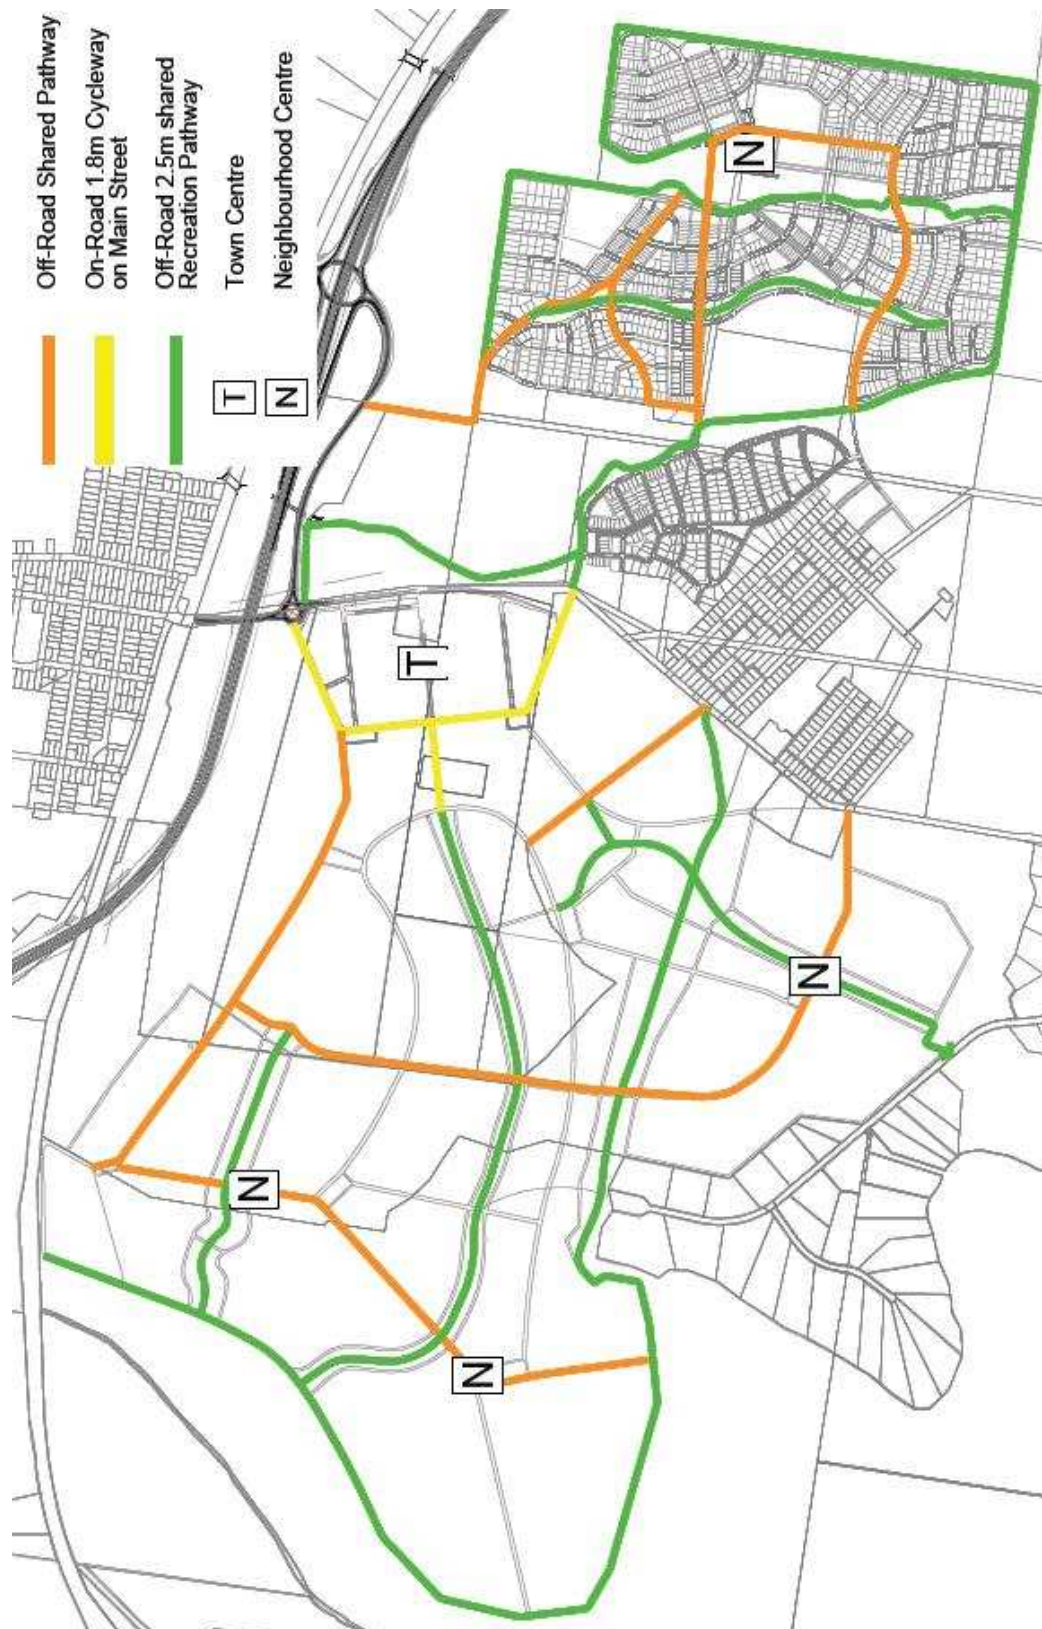 Off-Road Shared Pathway
On-Road 1.8m Cycleway
on Main Street
Off-Road 2.5m shared
Recreation Pathway
T
Town Centre
N
Neighbourhood Centre
N
T
N
N
N